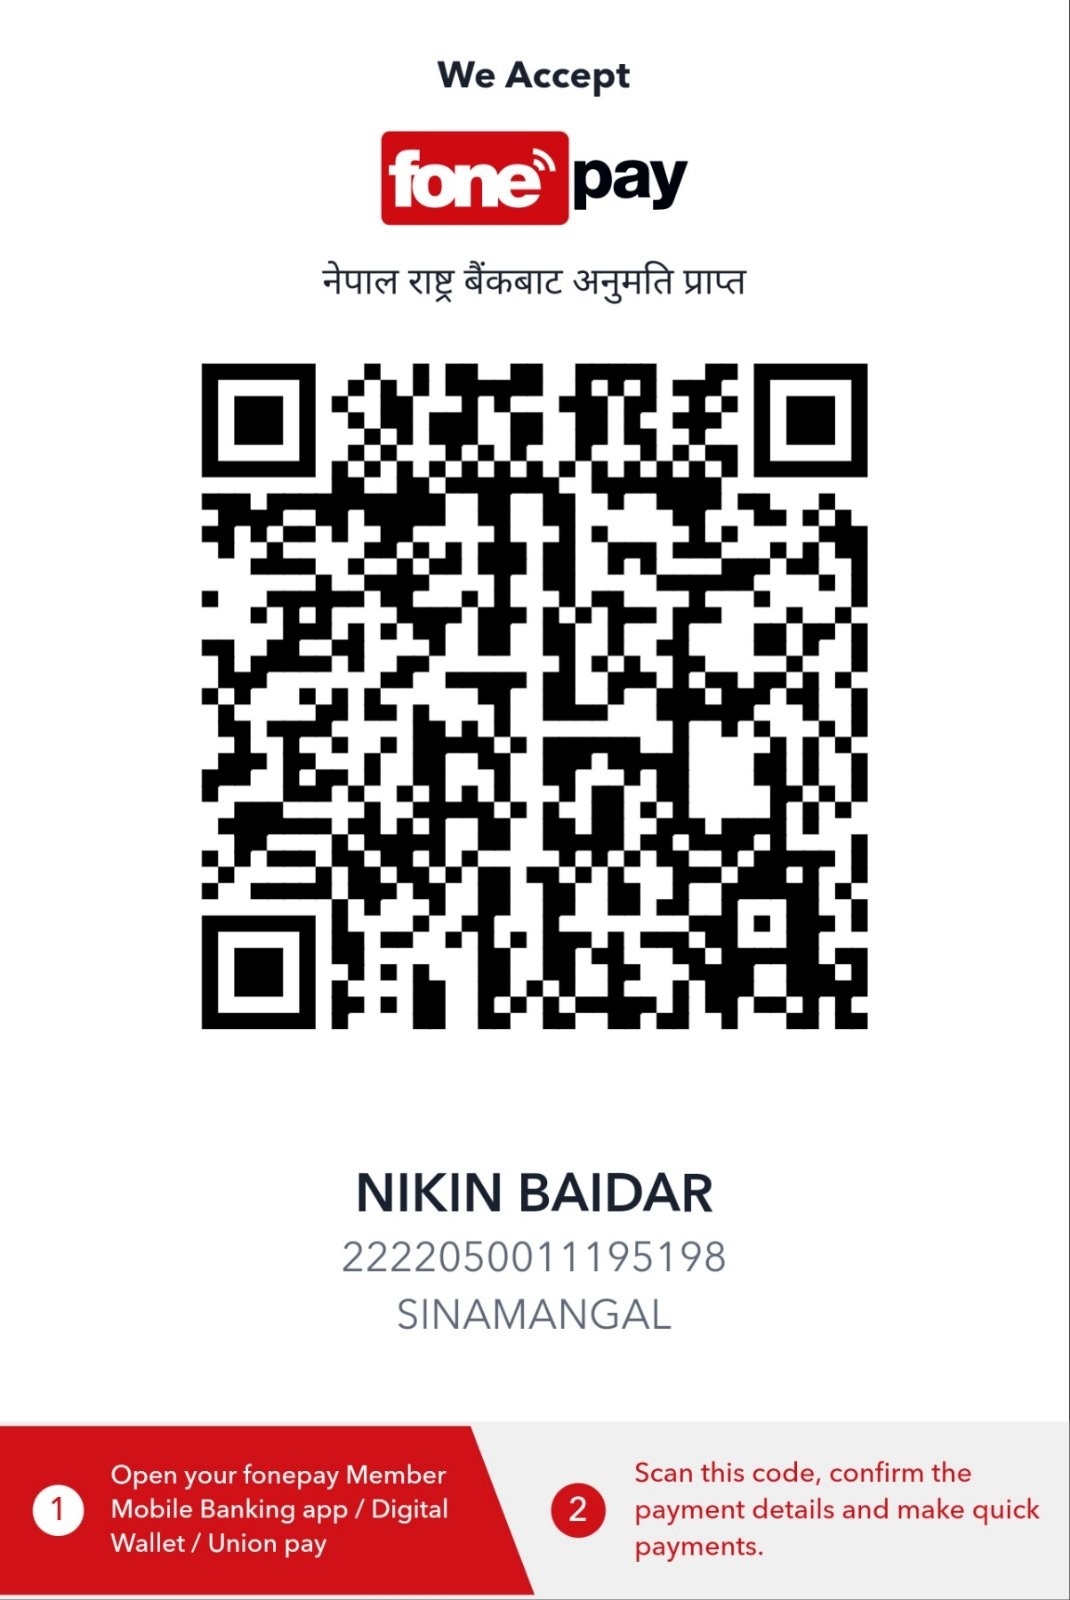 We Accept
fonepay
नेपाल राष्ट्र बैंकबाट अनुमति प्राप्त
NIKIN BAIDAR
2222050011195198
SINAMANGAL
1
Open your fonepay Member
Mobile Banking app / Digital
Wallet / Union pay
2
Scan this code, confirm the
payment details and make quick
payments.